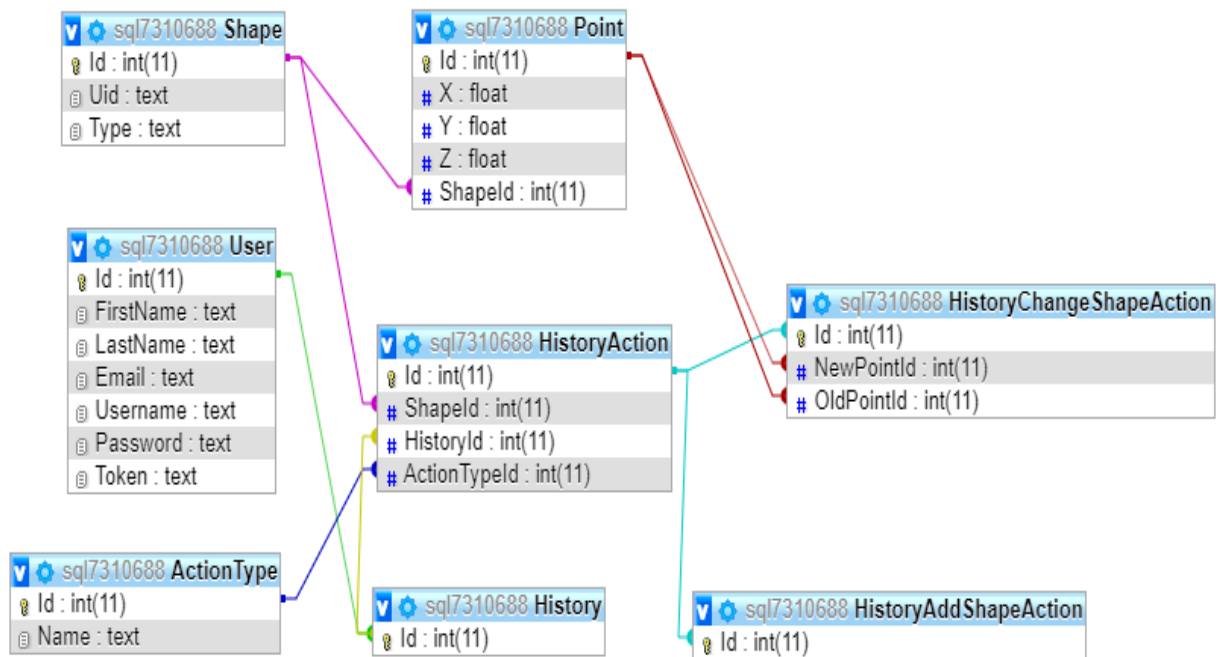 sql7310688 Shape
Id : int(11)
Uid : text
Type : text
sql7310688 Point
Id : int(11)
X : float
Y : float
Z : float
ShapeId : int(11)
sql7310688 User
Id : int(11)
FirstName : text
LastName : text
Email : text
Username : text
Password : text
Token : text
sql7310688 HistoryAction
Id : int(11)
ShapeId : int(11)
HistoryId : int(11)
ActionTypeId : int(11)
sql7310688 HistoryChangeShapeAction
Id : int(11)
NewPointId : int(11)
OldPointId : int(11)
sql7310688 ActionType
Id : int(11)
Name : text
sql7310688 History
Id : int(11)
sql7310688 HistoryAddShapeAction
Id : int(11)